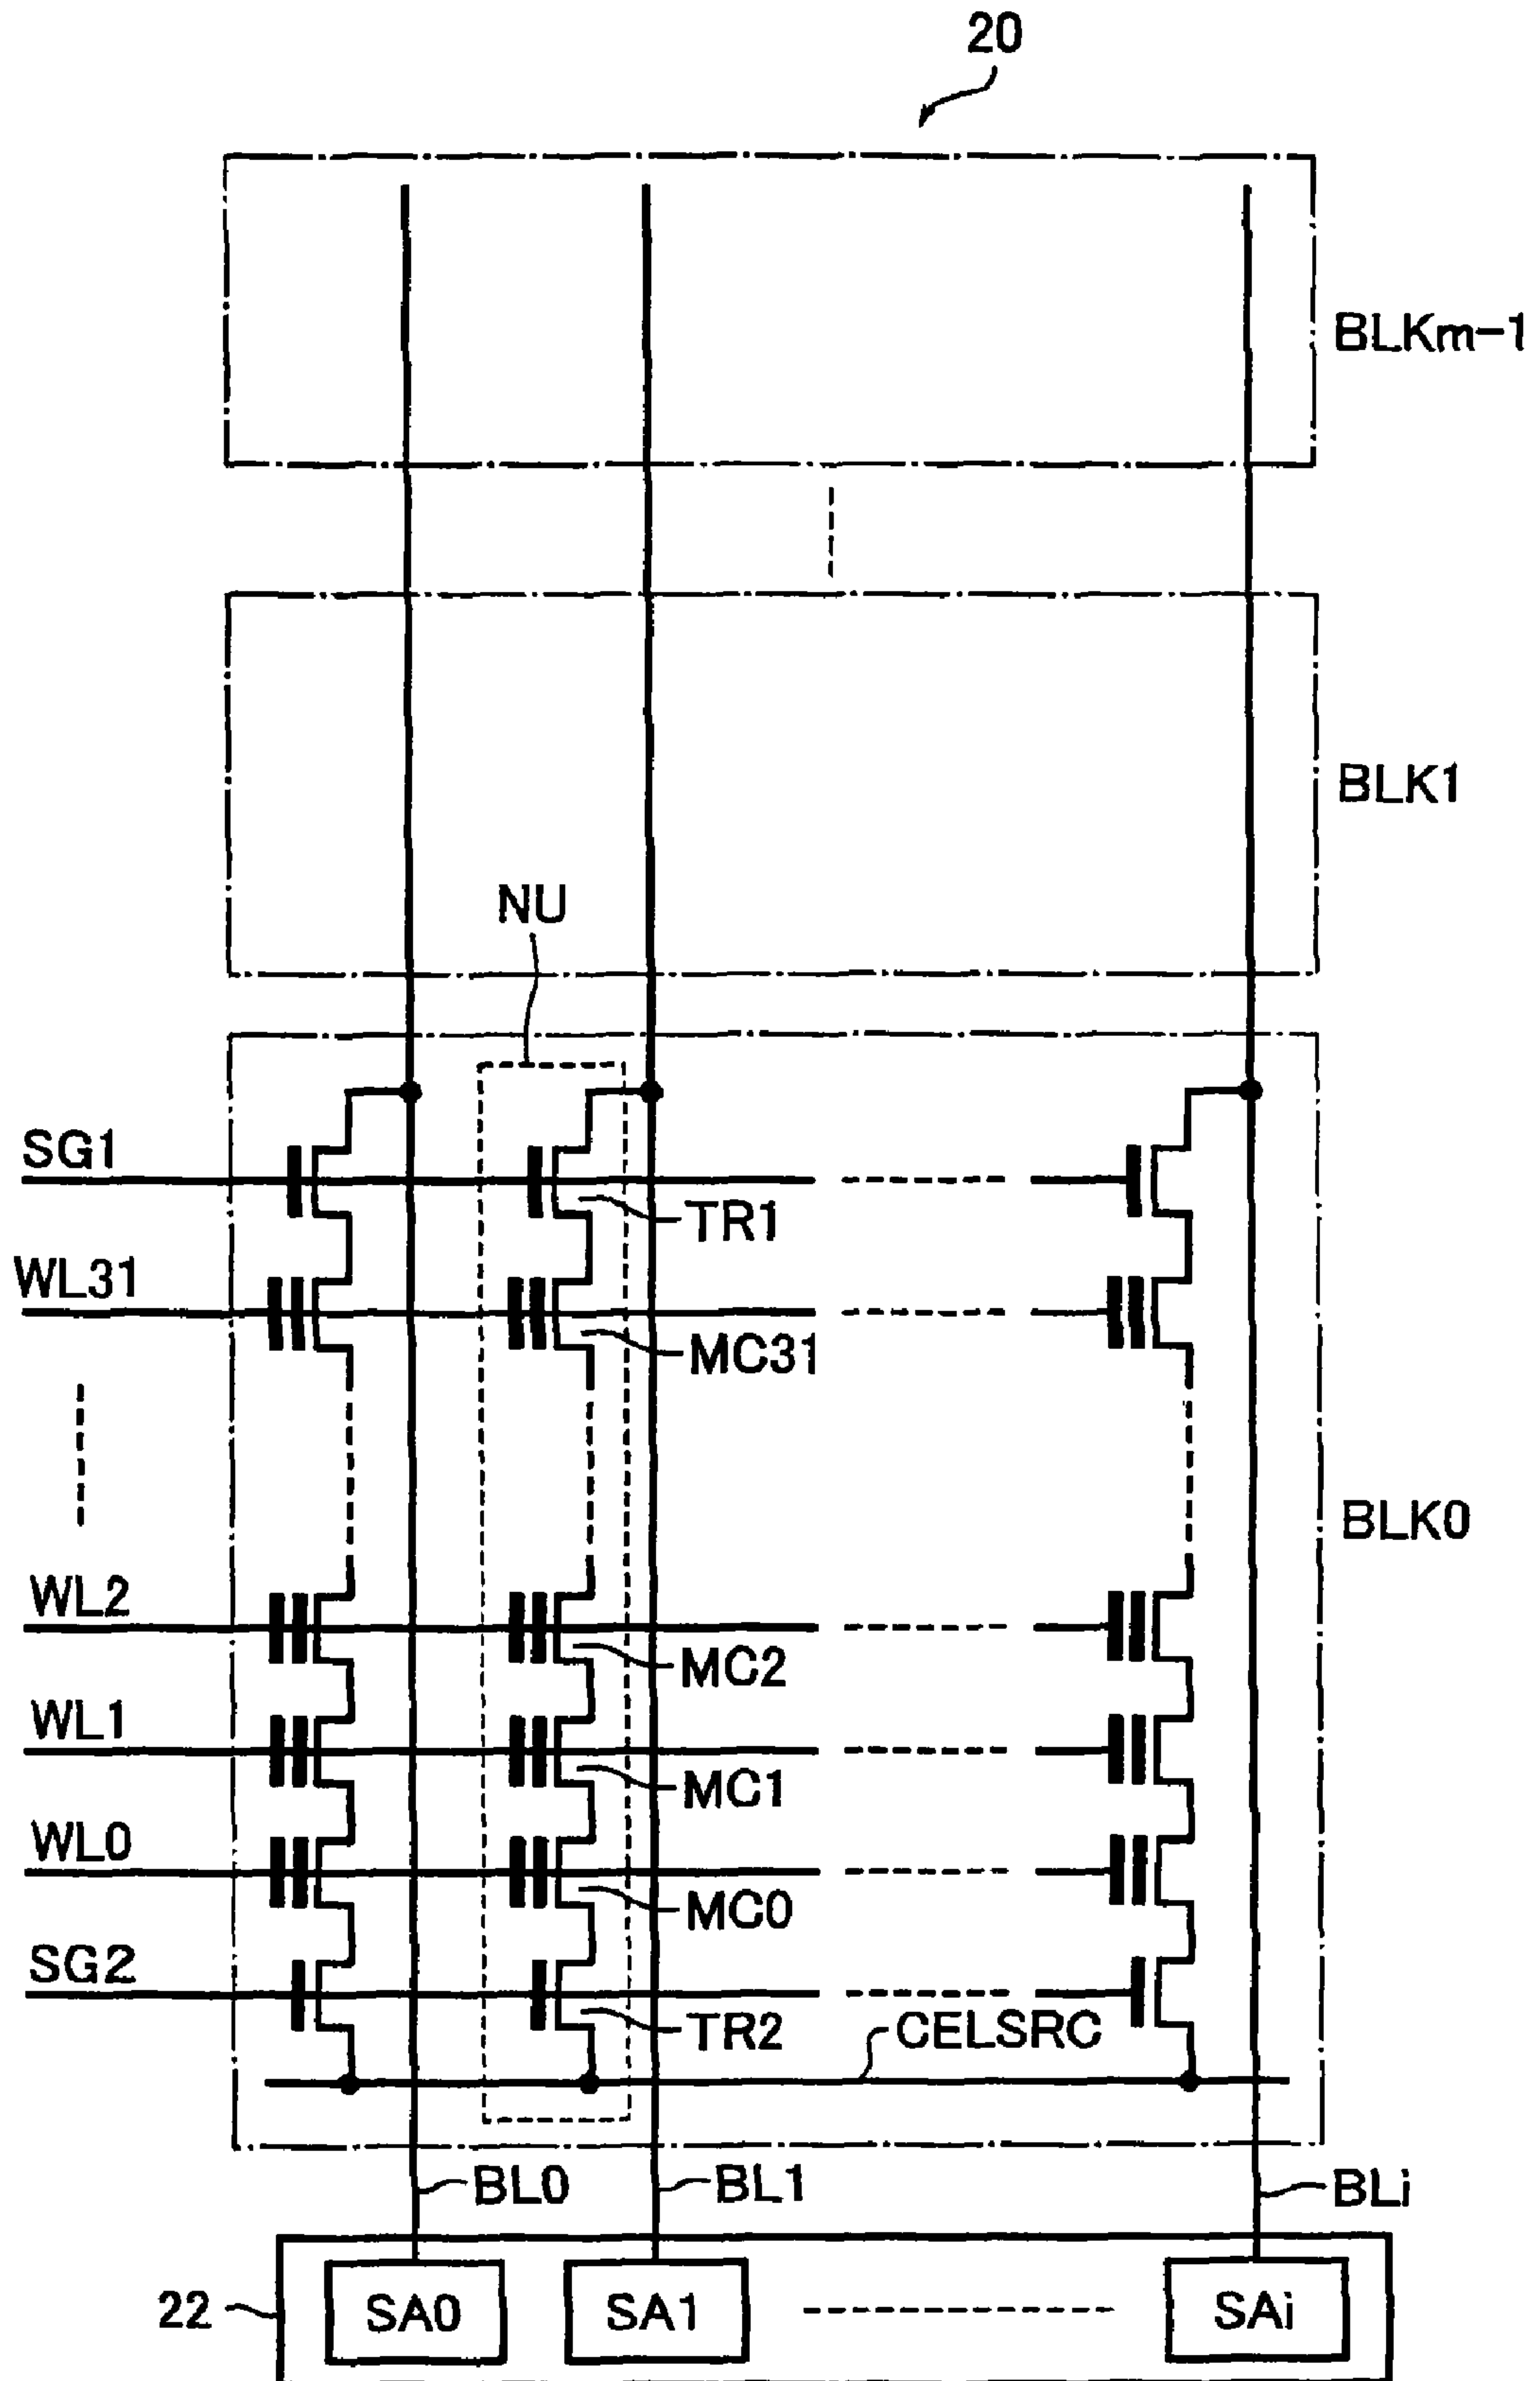 20
BLKm-1
BLK1
NU
SG1
TR1
WL31
MC31
BLK0
WL2
MC2
WL1
MC1
WL0
MC0
SG2
TR2
CELSRC
BL0
BL1
BLi
22
SA0
SA1
SAi